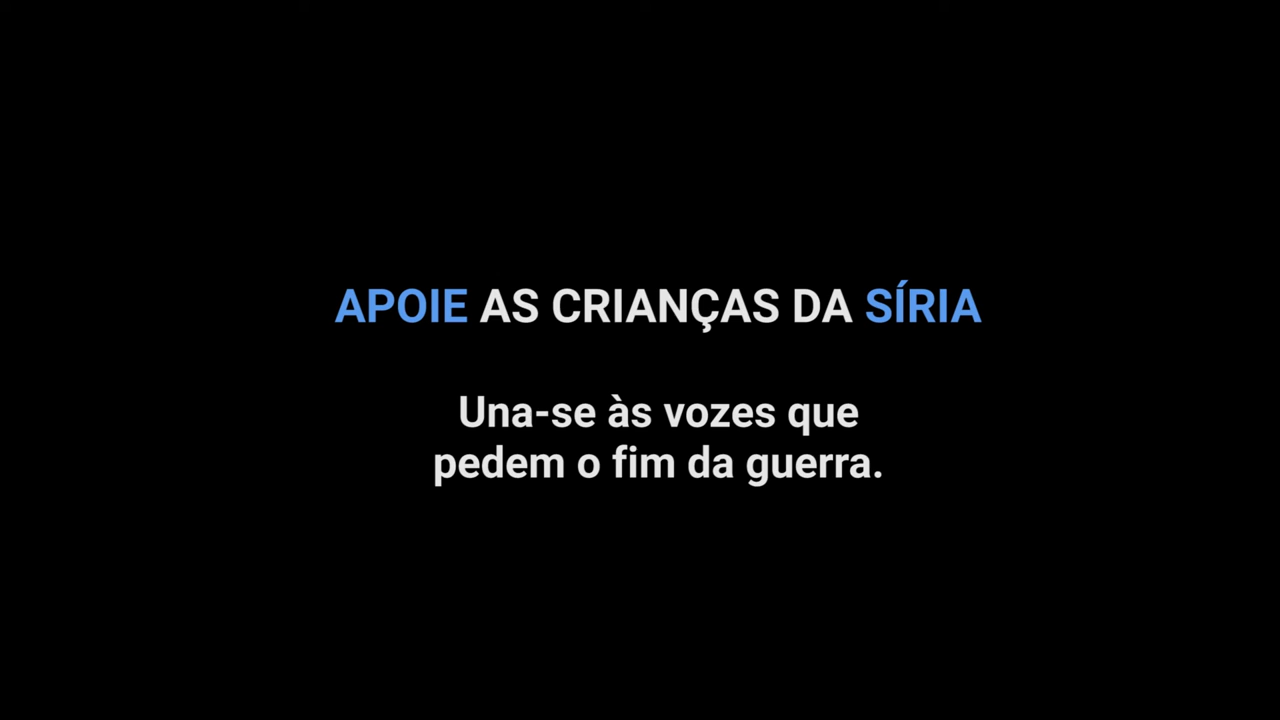 APOIE AS CRIANÇAS DA SÍRIA
Una-se às vozes que
pedem o fim da guerra.